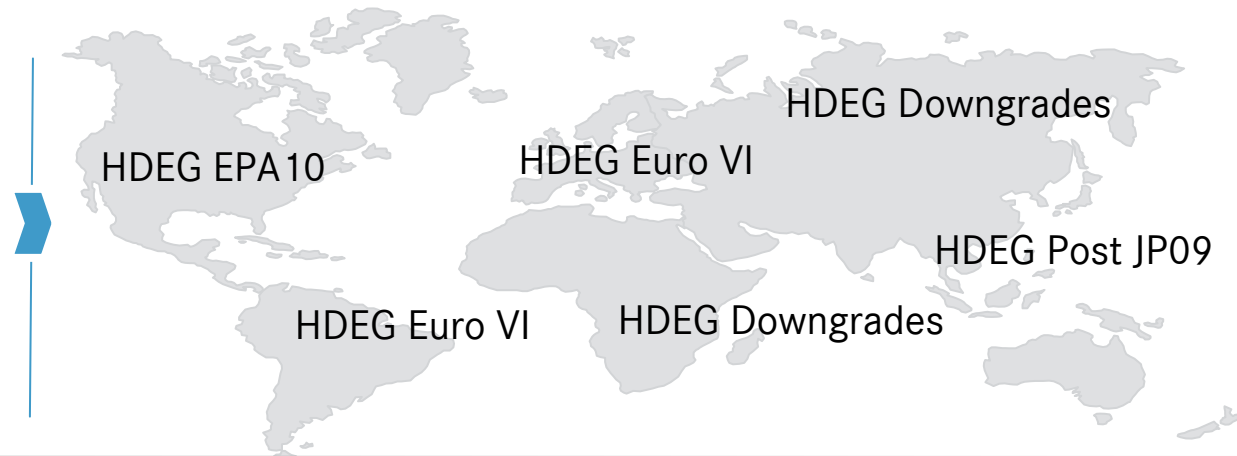 HDEG Downgrades
HDEG EPA10
HDEG Euro VI
HDEG Post JP09
HDEG Euro VI
HDEG Downgrades